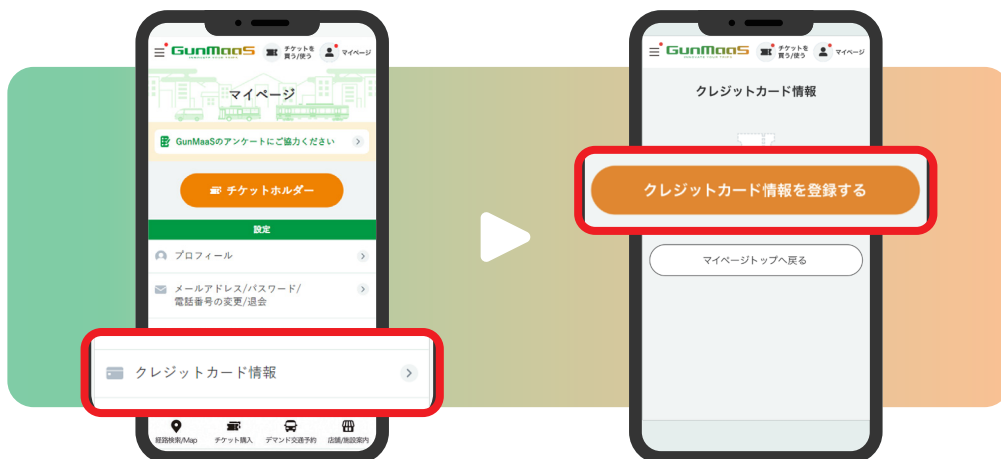 GunMaaS
チケットを
買う/使う
マイページ
マイページ
GunMaaSのアンケートにご協力ください
チケットホルダー
設定
プロフィール
メールアドレス/パスワード/
電話番号の変更/退会
クレジットカード情報
経路検索/Map
チケット購入
デマンド交通予約
店舗/施設案内
GunMaaS
チケットを
買う/使う
マイページ
クレジットカード情報
クレジットカード情報を登録する
マイページトップへ戻る